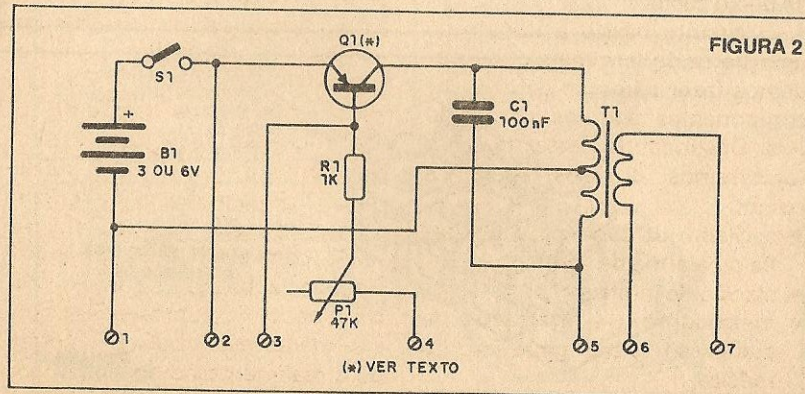 FIGURA 2
Q1(*)
S1
+
B1
3 OU 6V
R1
1K
C1
100nF
T1
P1
47K
1
2
3
4
5
6
7
(*) VER TEXTO